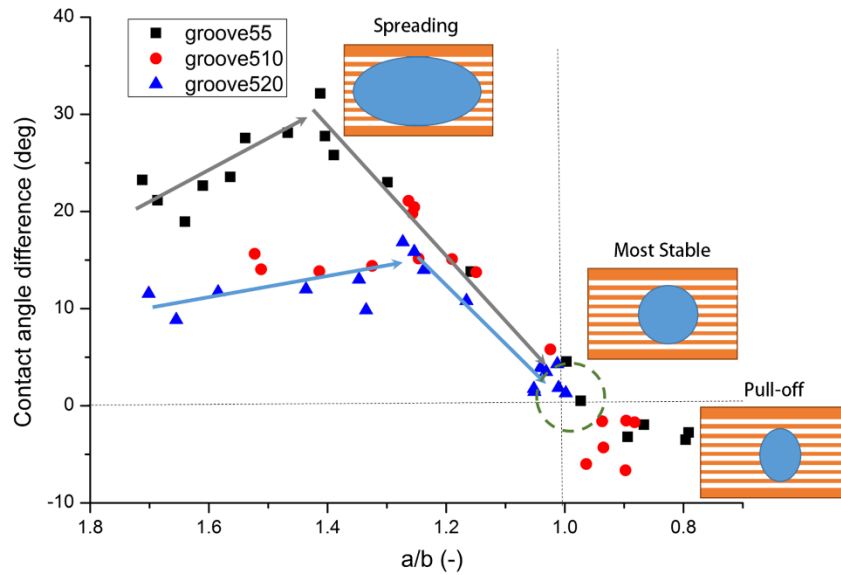 Spreading
groove55
groove510
groove520
Most Stable
Pull-off
Contact angle difference (deg)
40
30
20
10
0
-10
1.8
1.6
1.4
1.2
1.0
0.8
a/b (-)